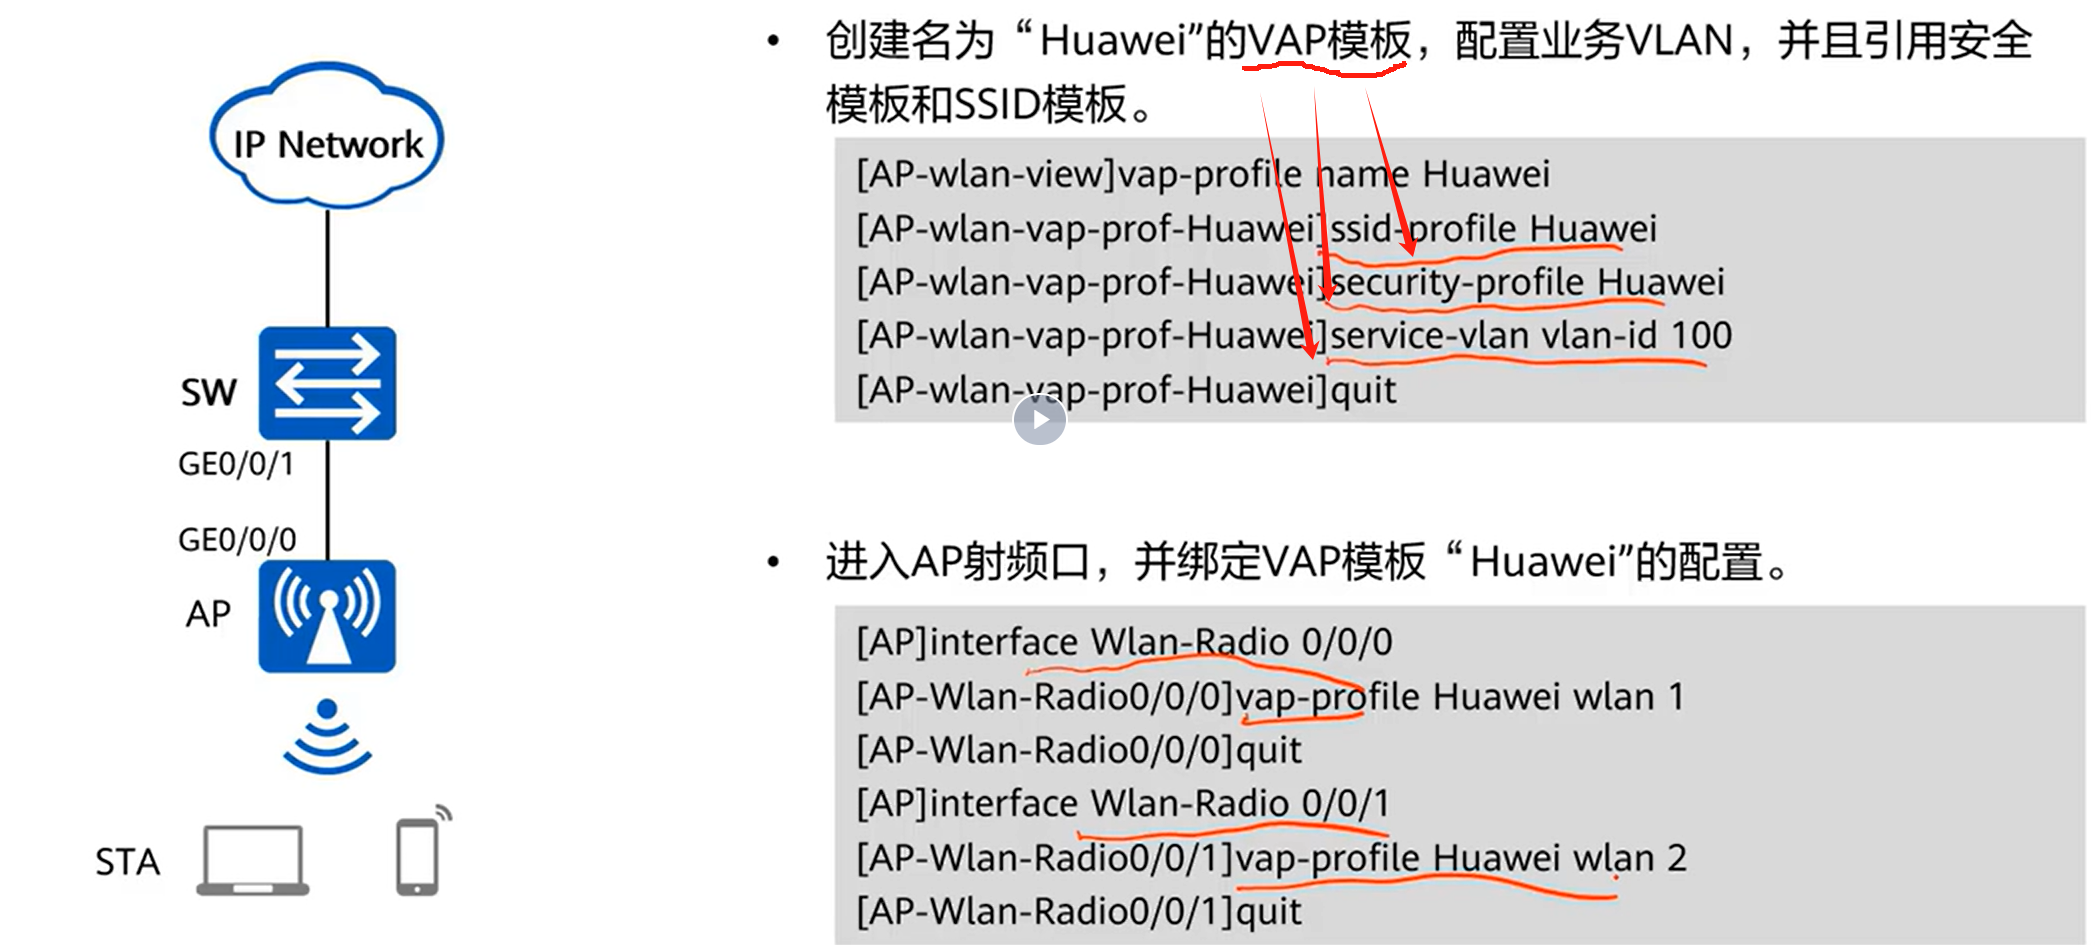 IP Network
SW
GE0/0/1
GE0/0/0
AP
STA
• 创建名为“Huawei”的VAP模板，配置业务VLAN，并且引用安全
模板和SSID模板。
[AP-wlan-view]vap-profile name Huawei
[AP-wlan-vap-prof-Huawei]ssid-profile Huawei
[AP-wlan-vap-prof-Huawei]security-profile Huawei
[AP-wlan-vap-prof-Huawei]service-vlan vlan-id 100
[AP-wlan-vap-prof-Huawei]quit
• 进入AP射频口，并绑定VAP模板“Huawei”的配置。
[AP]interface Wlan-Radio 0/0/0
[AP-Wlan-Radio0/0/0]vap-profile Huawei wlan 1
[AP-Wlan-Radio0/0/0]quit
[AP]interface Wlan-Radio 0/0/1
[AP-Wlan-Radio0/0/1]vap-profile Huawei wlan 2
[AP-Wlan-Radio0/0/1]quit